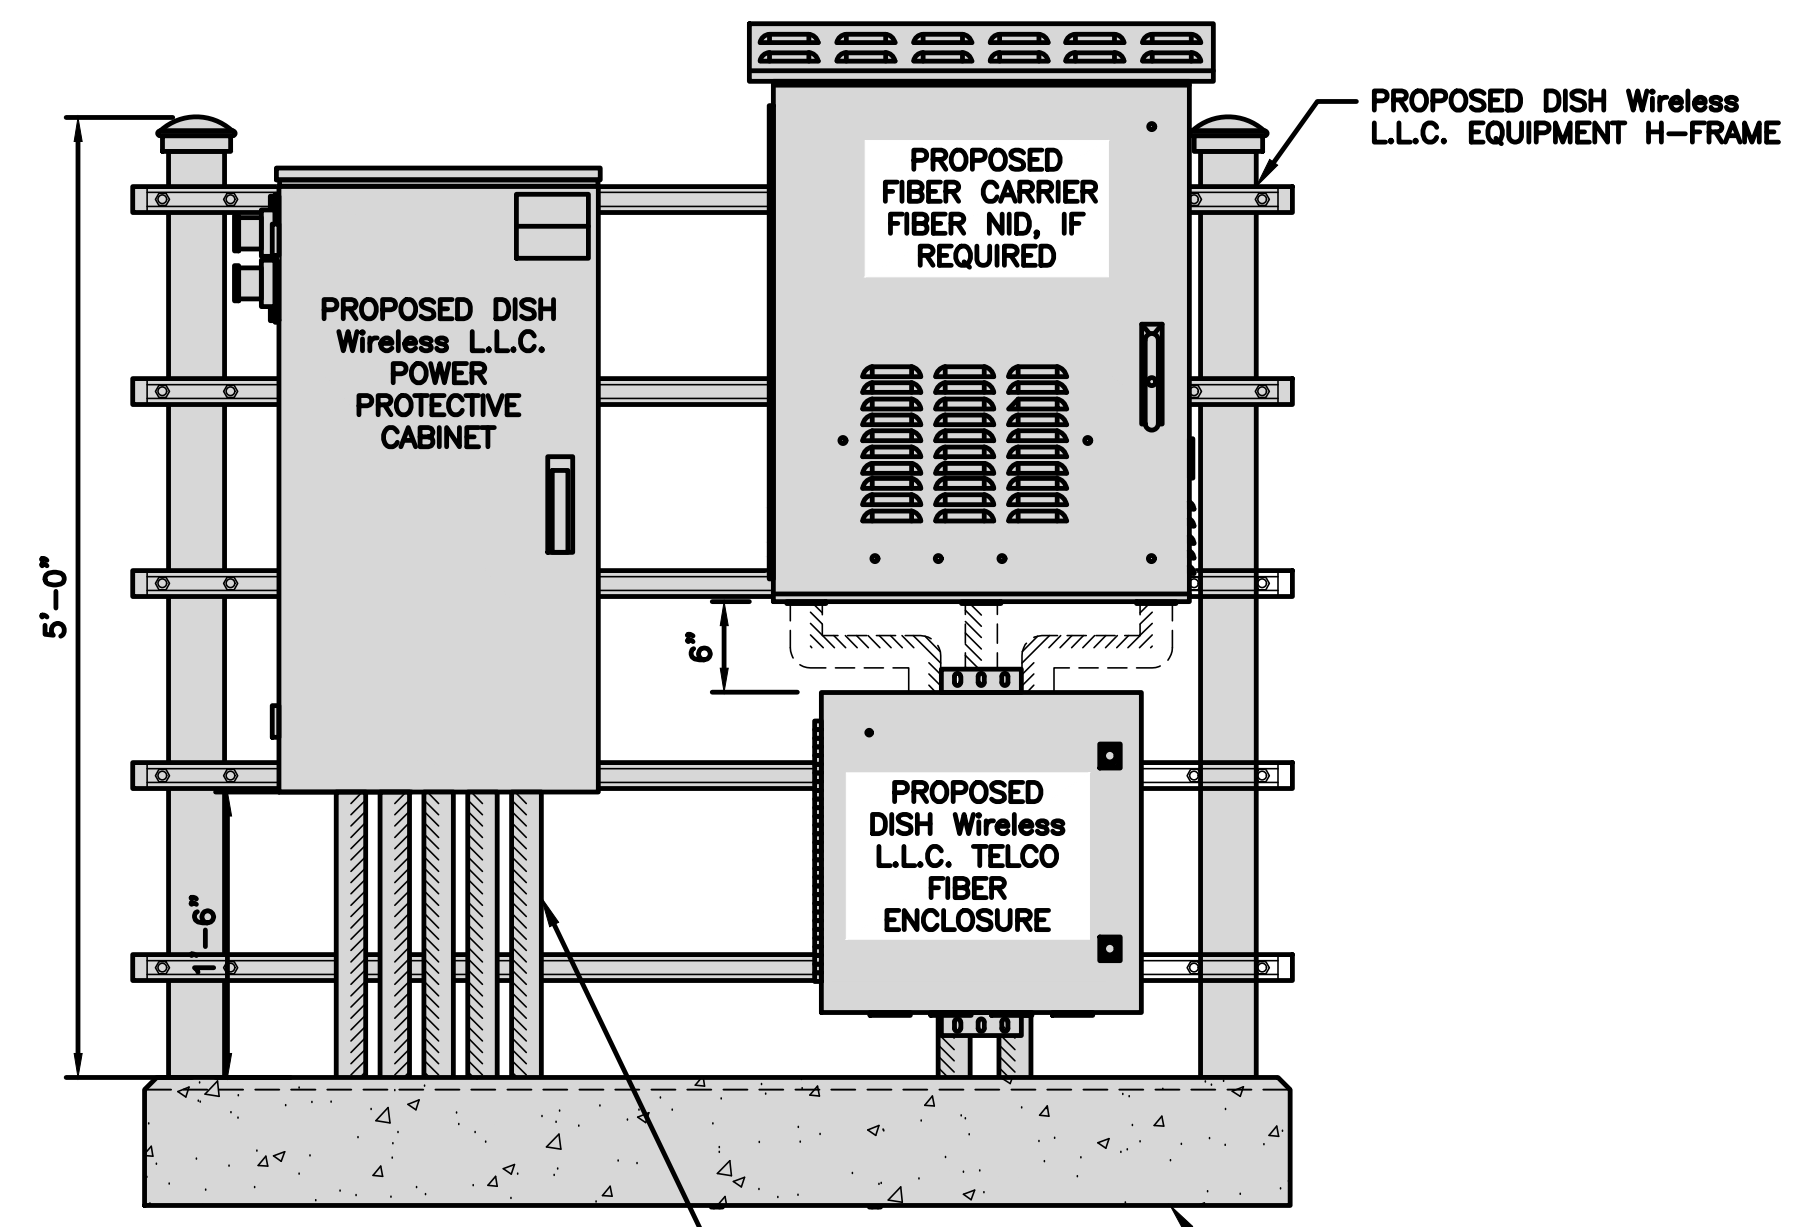 PROPOSED DISH Wireless
L.L.C. EQUIPMENT H-FRAME
PROPOSED
FIBER CARRIER
FIBER NID, IF
REQUIRED
PROPOSED DISH
Wireless L.L.C.
POWER
PROTECTIVE
CABINET
5'-0"
6"
PROPOSED
DISH Wireless
L.L.C. TELCO
FIBER
ENCLOSURE
1'-6"